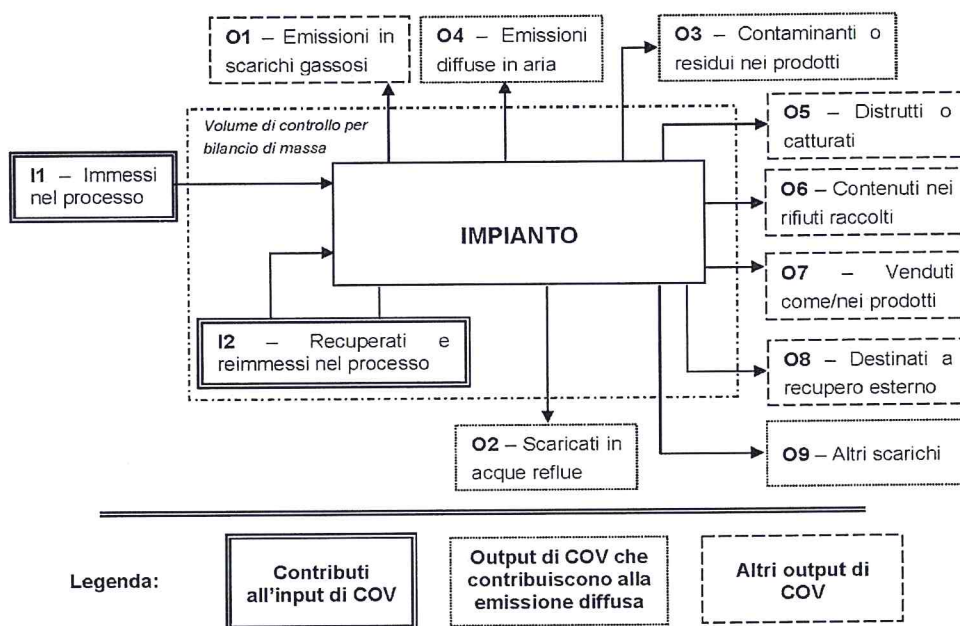 O1 – Emissioni in
scarichi gassosi
O4 – Emissioni
diffuse in aria
O3 – Contaminanti o
residui nei prodotti
Volume di controllo per
bilancio di massa
O5 – Distrutti o
catturati
I1 – Immessi
nel processo
O6 – Contenuti nei
rifiuti raccolti
IMPIANTO
O7 – Venduti
come/nei prodotti
I2 – Recuperati e
reimmessi nel processo
O8 – Destinati a
recupero esterno
O2 – Scaricati in
acque reflue
O9 – Altri scarichi
Legenda:
Contributi
all'input di COV
Output di COV che
contribuiscono alla
emissione diffusa
Altri output di
COV